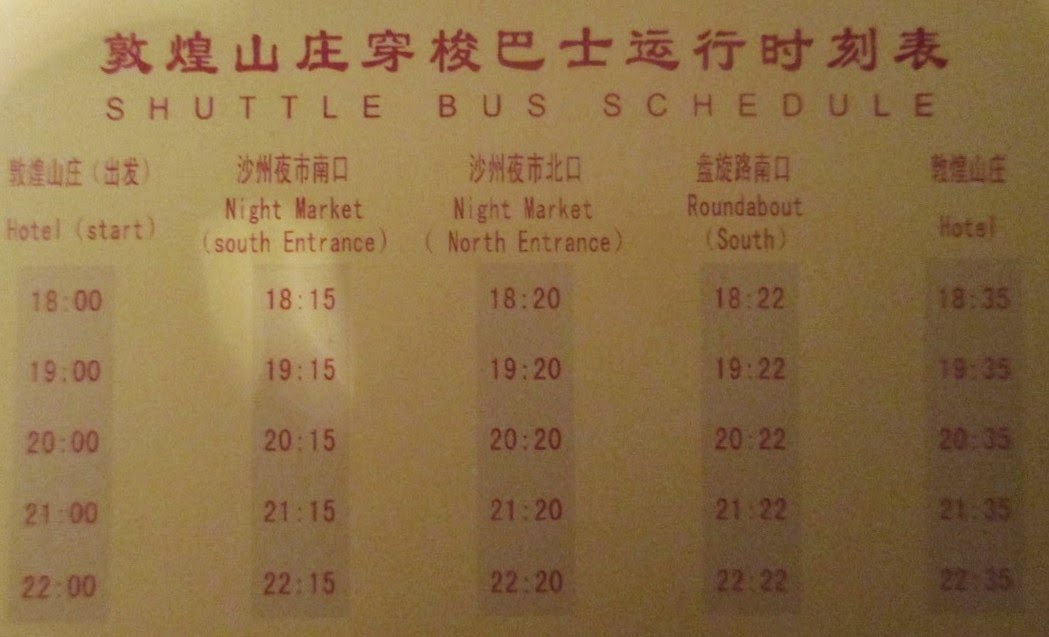 敦煌山庄穿梭巴士运行时刻表
SHUTTLE BUS SCHEDULE
敦煌山庄（出发） 沙州夜市南口 沙州夜市北口 盘旋路南口 敦煌山庄
Hotel (start) Night Market Night Market Roundabout Hotel
(south Entrance) ( North Entrance) (South)
18:00 18:15 18:20 18:22 18:35
19:00 19:15 19:20 19:22 19:35
20:00 20:15 20:20 20:22 20:35
21:00 21:15 21:20 21:22 21:35
22:00 22:15 22:20 22:22 22:35